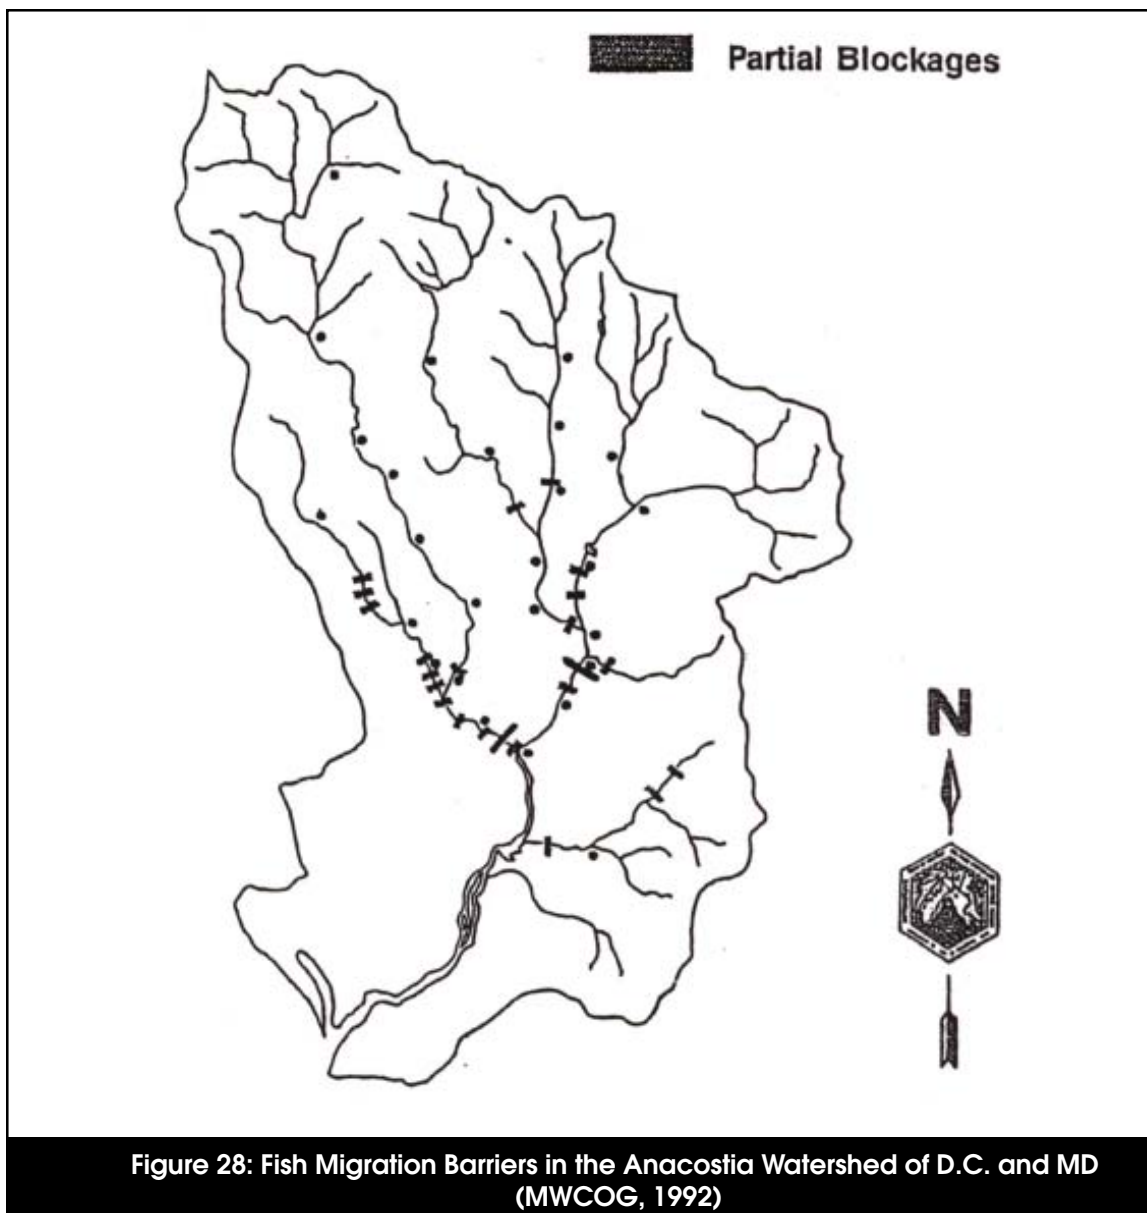 Partial Blockages
N
Figure 28: Fish Migration Barriers in the Anacostia Watershed of D.C. and MD
(MWCOG, 1992)